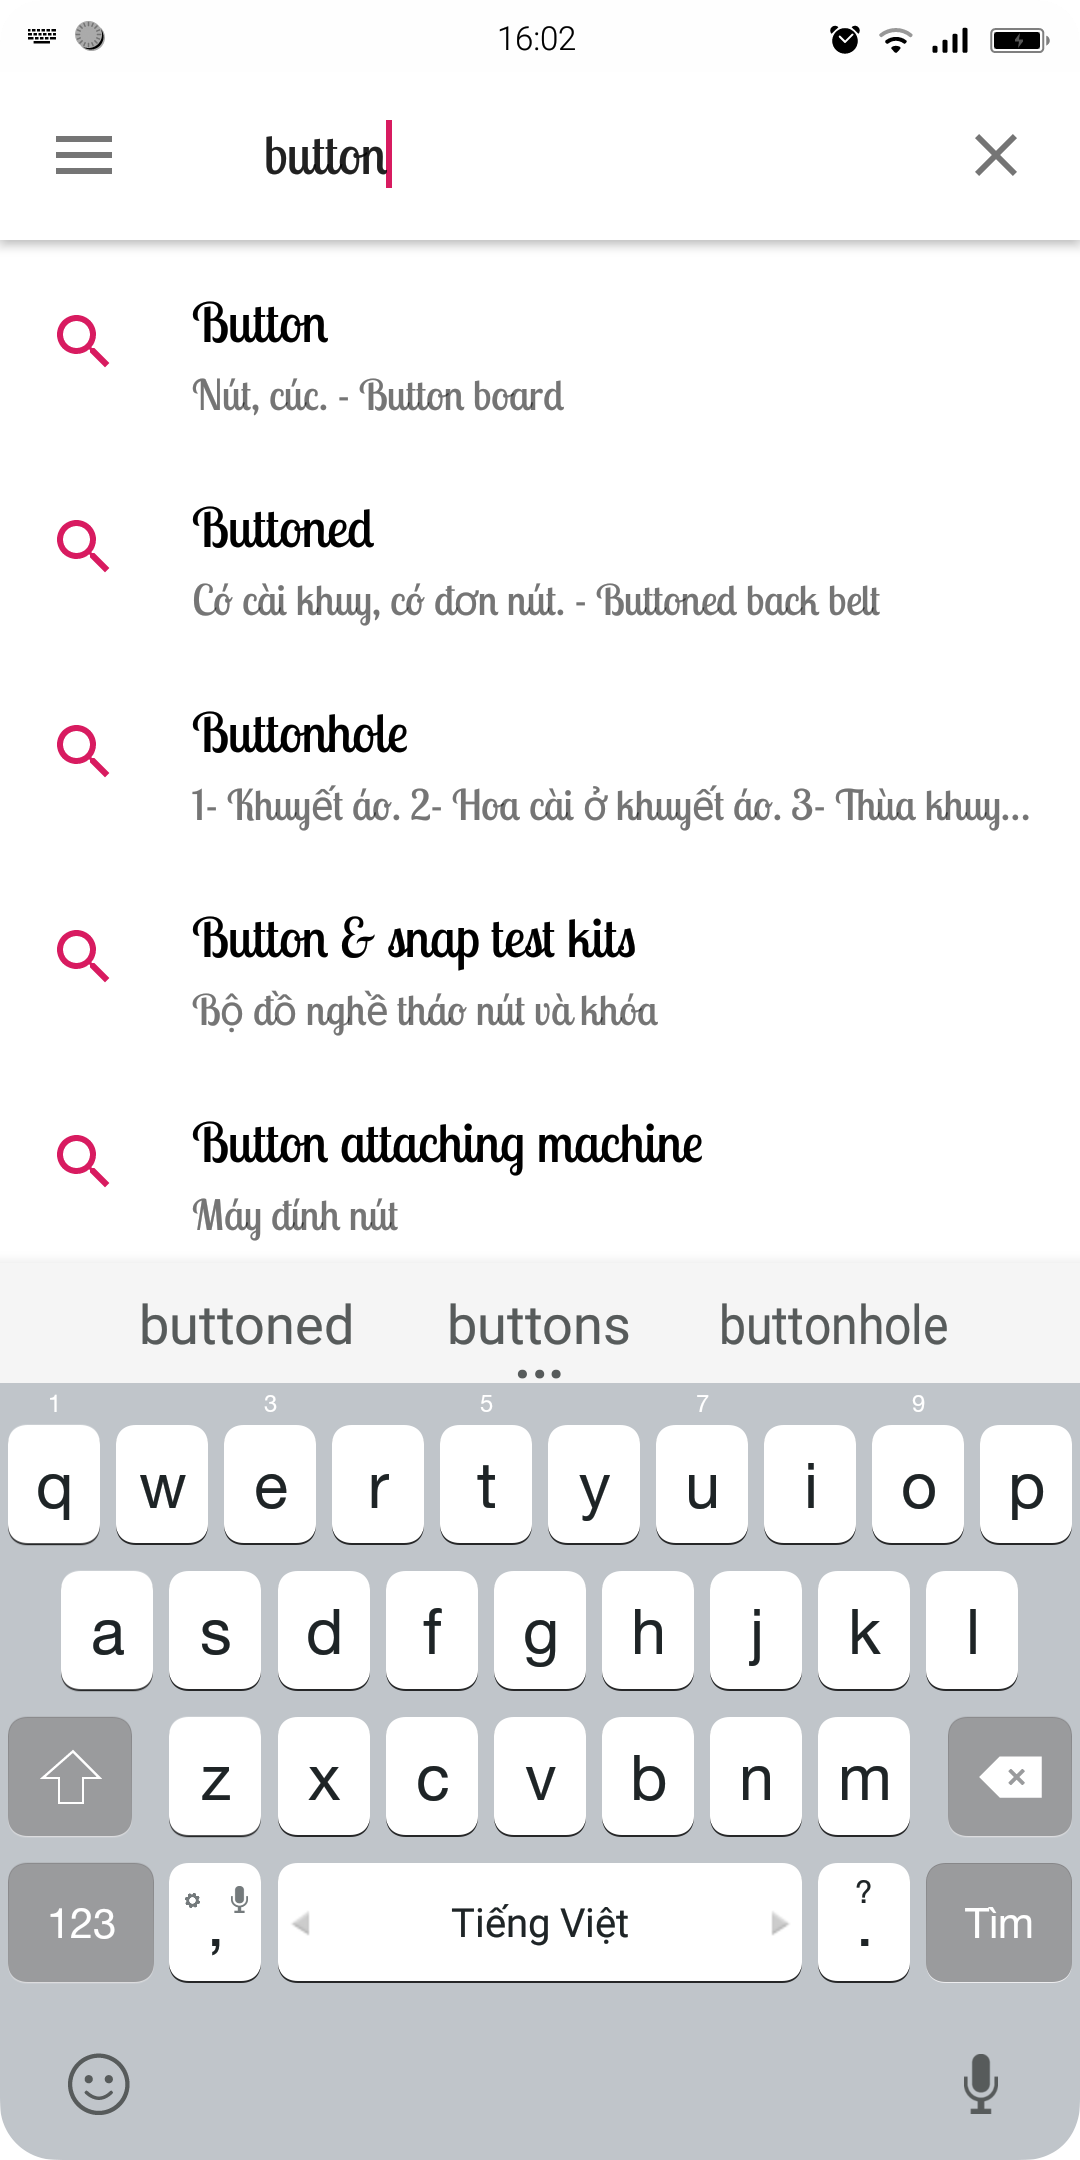 16:02
button
Button
Nút, cúc. - Button board
Buttoned
Có cài khuy, có đơn nút. - Buttoned back belt
Buttonhole
1- Khuyết áo. 2- Hoa cài ở khuyết áo. 3- Thùa khuy...
Button & snap test kits
Bộ đồ nghề tháo nút và khóa
Button attaching machine
Máy đính nút
buttoned buttons buttonhole
1 3 5 7 9
q w e r t y u i o p
a s d f g h j k l
z x c v b n m
123 , Tiếng Việt ? . Tìm